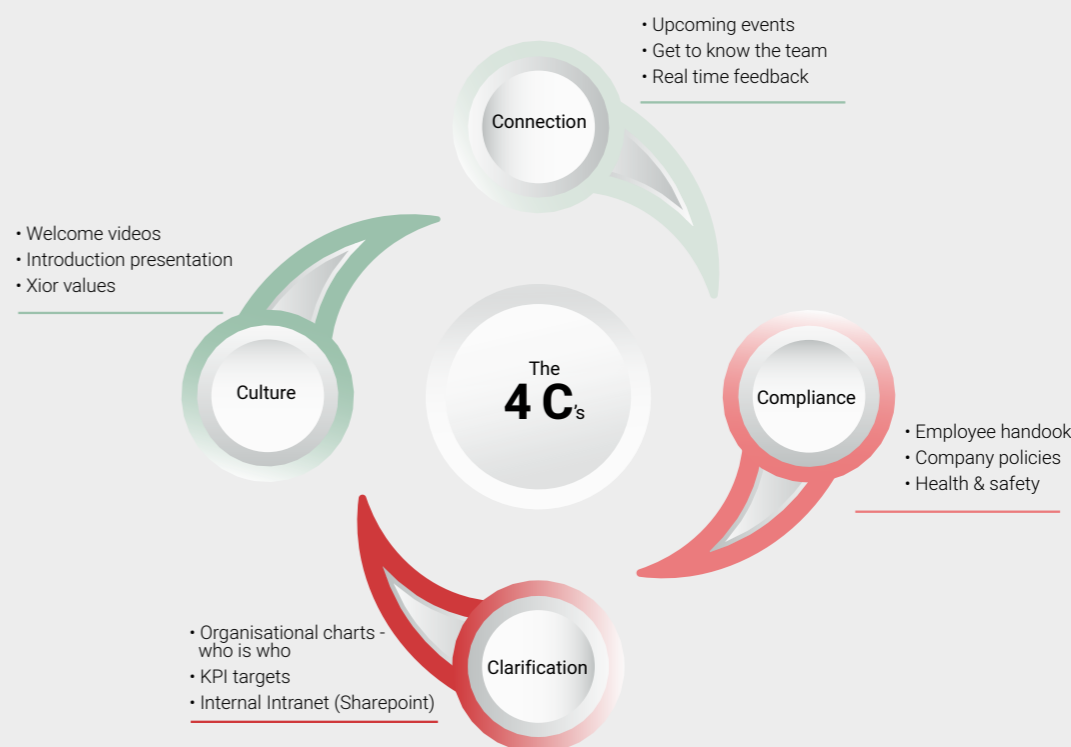 • Upcoming events
• Get to know the team
• Real time feedback
Connection
• Welcome videos
• Introduction presentation
• Xior values
Culture
The
4 C's
Compliance
• Employee handook
• Company policies
• Health & safety
• Organisational charts -
who is who
• KPI targets
• Internal Intranet (Sharepoint)
Clarification